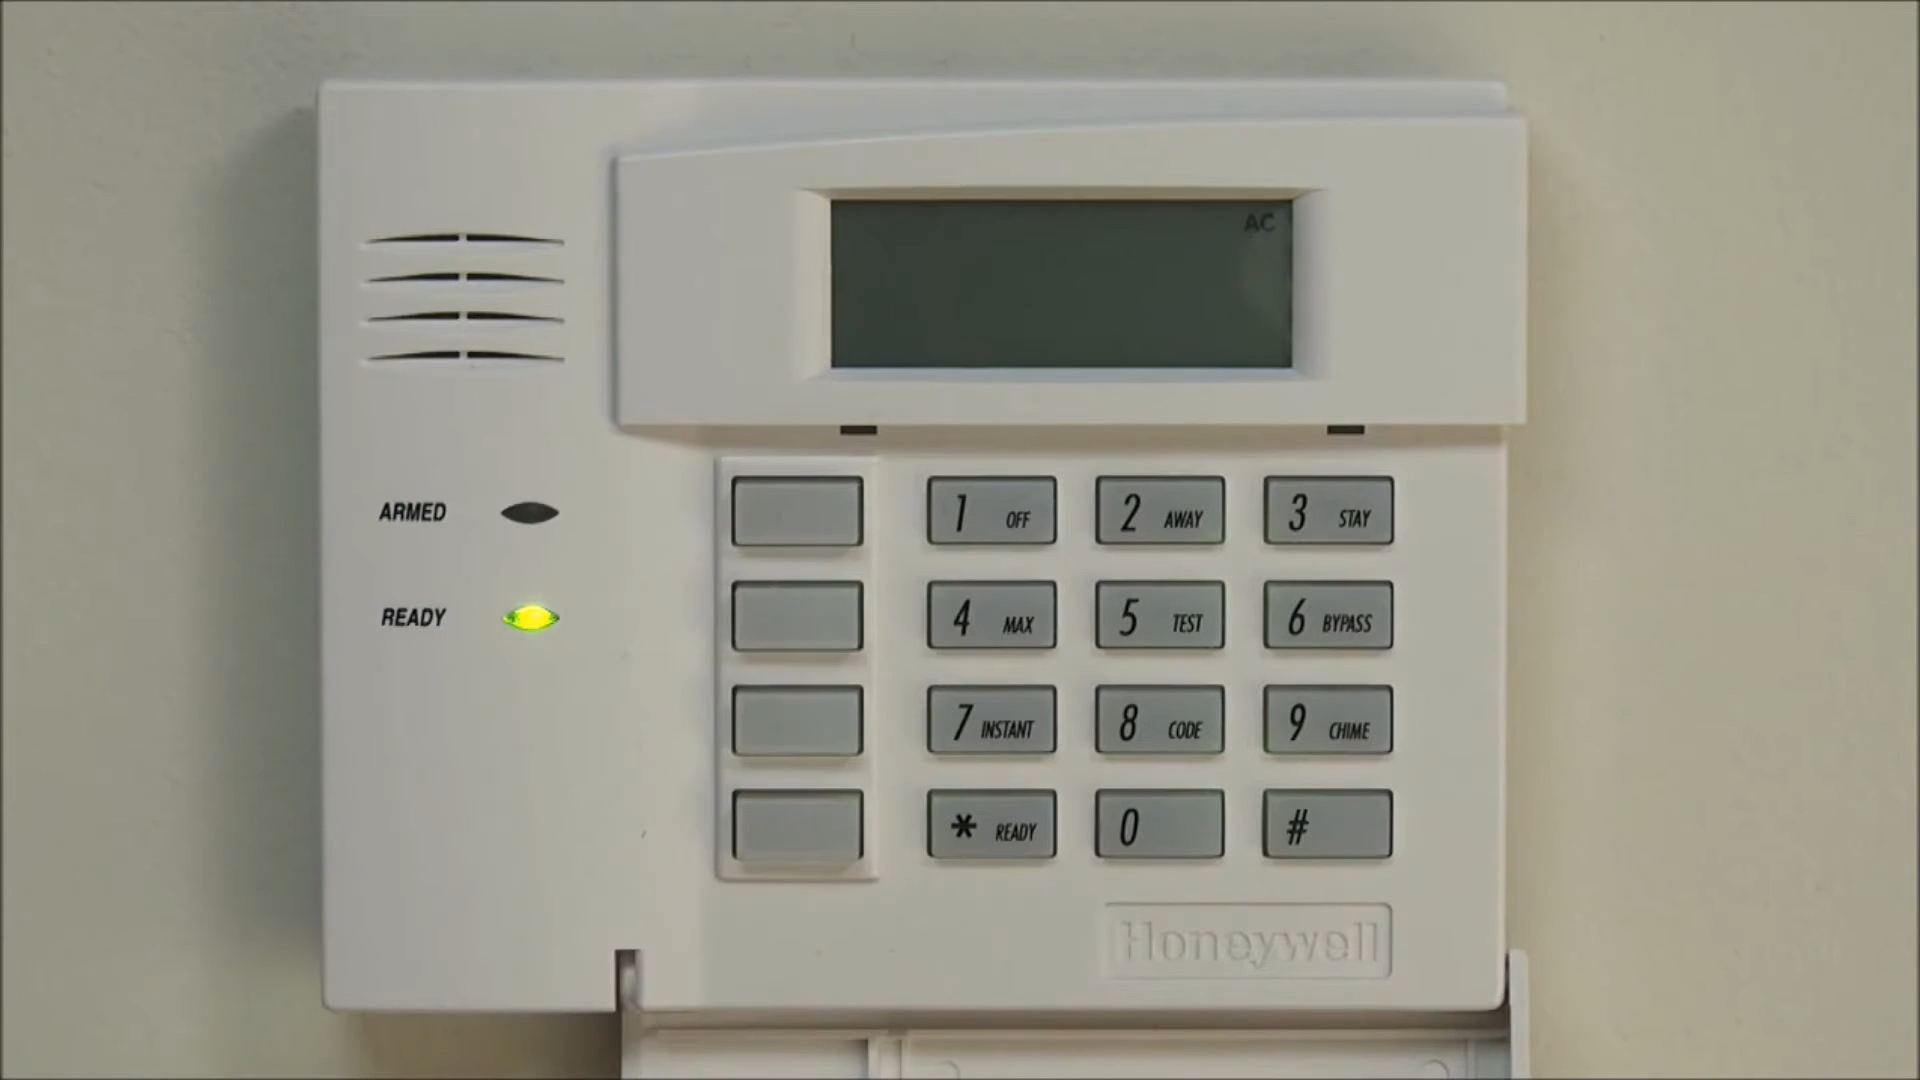 AC
ARMED
READY
1 OFF
2 AWAY
3 STAY
4 MAX
5 TEST
6 BYPASS
7 INSTANT
8 CODE
9 CHIME
* READY
0
#
Honeywell